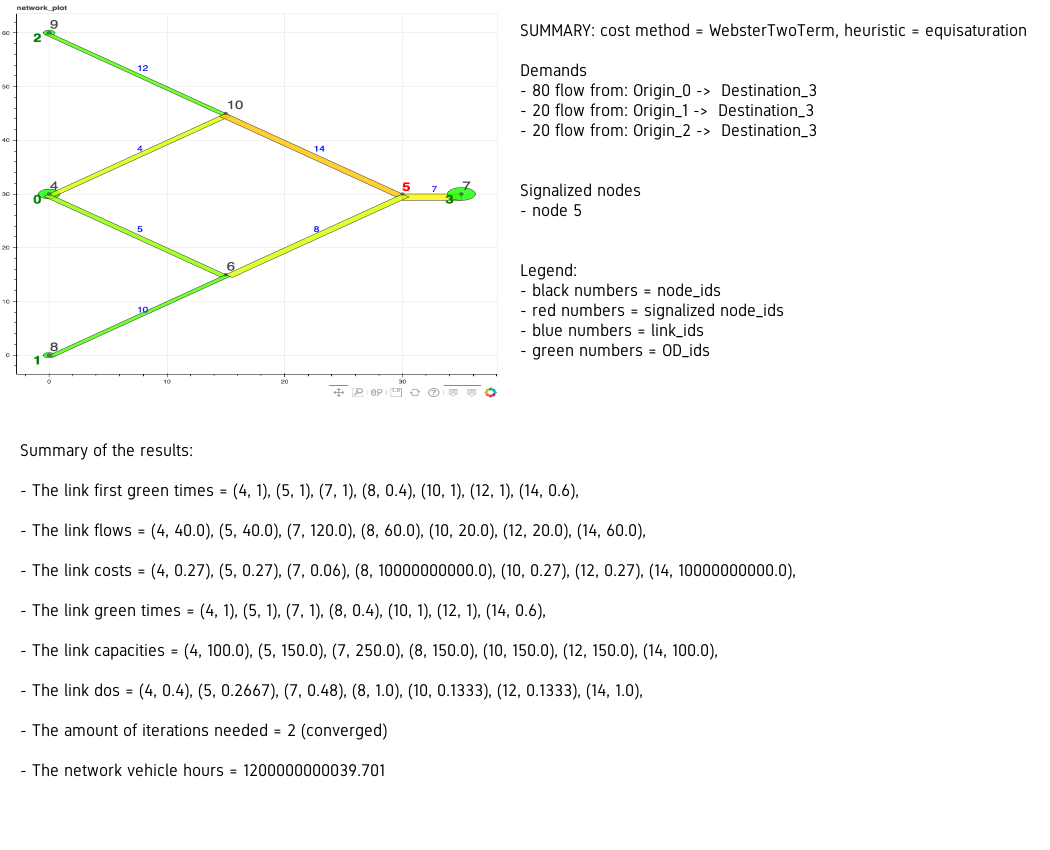 network_plot
9
2
60
12
50
10
4
14
40
4
5
7
7
30
0
3
5
8
20
6
10
10
8
0
1
0
10
20
30
SUMMARY: cost method = WebsterTwoTerm, heuristic = equisaturation
Demands
- 80 flow from: Origin_0 -> Destination_3
- 20 flow from: Origin_1 -> Destination_3
- 20 flow from: Origin_2 -> Destination_3
Signalized nodes
- node 5
Legend:
- black numbers = node_ids
- red numbers = signalized node_ids
- blue numbers = link_ids
- green numbers = OD_ids
Summary of the results:
- The link first green times = (4, 1), (5, 1), (7, 1), (8, 0.4), (10, 1), (12, 1), (14, 0.6),
- The link flows = (4, 40.0), (5, 40.0), (7, 120.0), (8, 60.0), (10, 20.0), (12, 20.0), (14, 60.0),
- The link costs = (4, 0.27), (5, 0.27), (7, 0.06), (8, 10000000000.0), (10, 0.27), (12, 0.27), (14, 10000000000.0),
- The link green times = (4, 1), (5, 1), (7, 1), (8, 0.4), (10, 1), (12, 1), (14, 0.6),
- The link capacities = (4, 100.0), (5, 150.0), (7, 250.0), (8, 150.0), (10, 150.0), (12, 150.0), (14, 100.0),
- The link dos = (4, 0.4), (5, 0.2667), (7, 0.48), (8, 1.0), (10, 0.1333), (12, 0.1333), (14, 1.0),
- The amount of iterations needed = 2 (converged)
- The network vehicle hours = 1200000000039.701